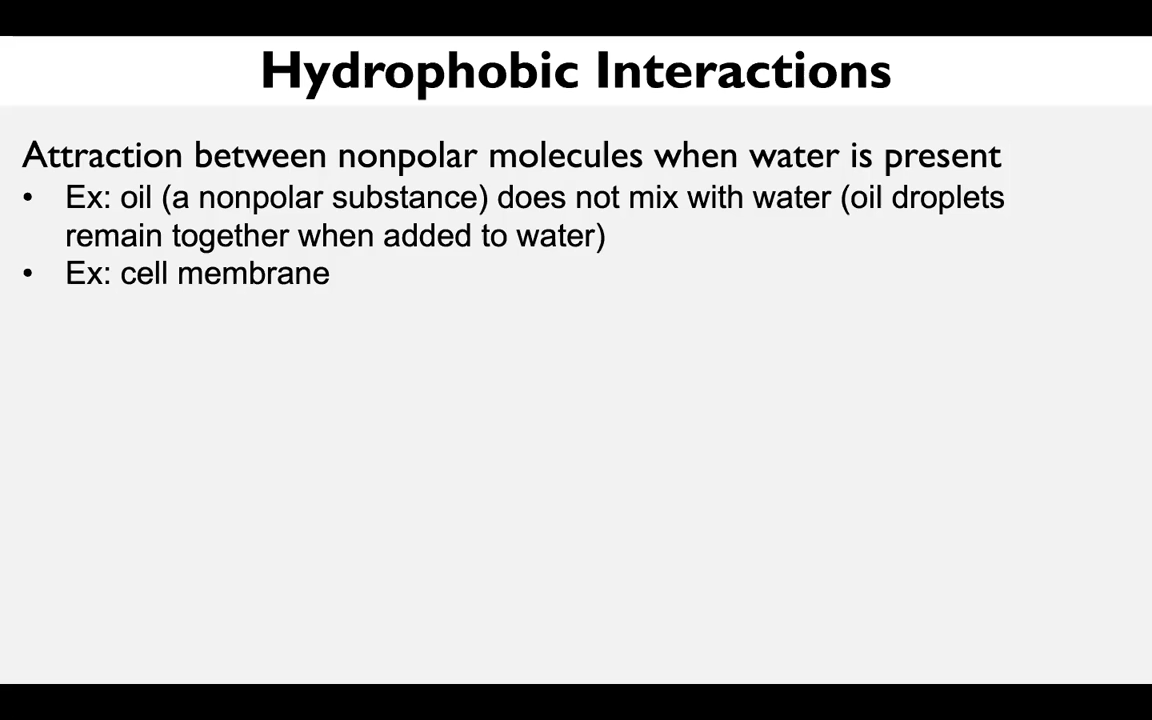 Hydrophobic Interactions
Attraction between nonpolar molecules when water is present
• Ex: oil (a nonpolar substance) does not mix with water (oil droplets
remain together when added to water)
• Ex: cell membrane